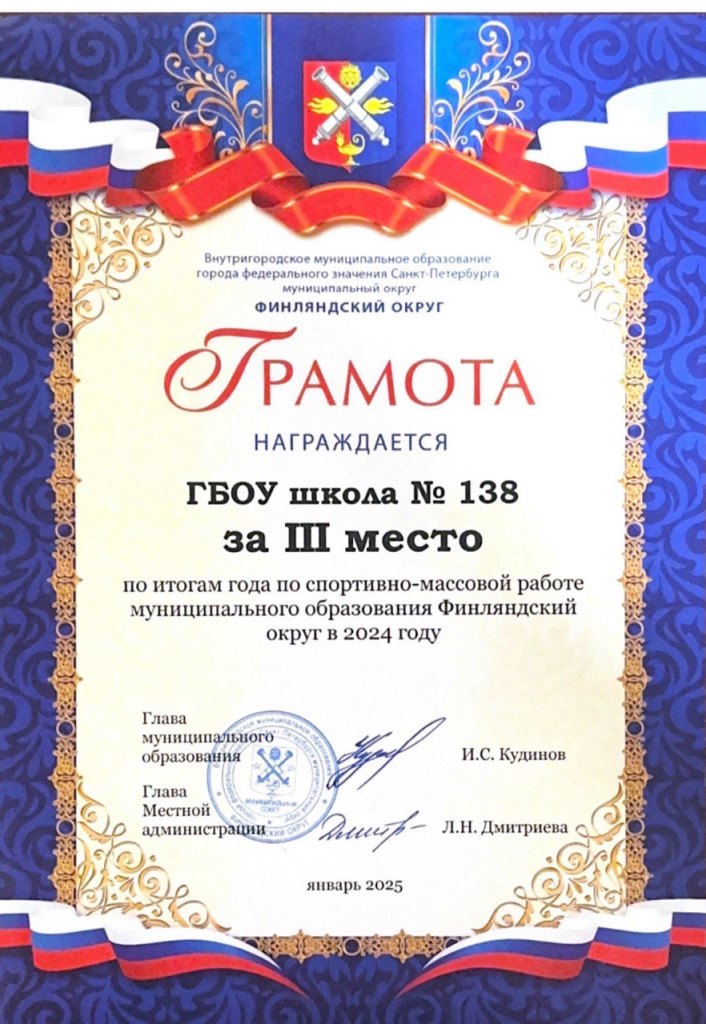 Внутригородское муниципальное образование
города федерального значения Санкт-Петербурга
муниципальный округ
ФИНЛЯНДСКИЙ ОКРУГ
ГРАМОТА
НАГРАЖДАЕТСЯ
ГБОУ школа № 138
за III место
по итогам года по спортивно-массовой работе
муниципального образования Финляндский
округ в 2024 году
Глава
муниципального
образования
И.С. Кудинов
Глава
Местной
администрации
Л.Н. Дмитриева
МУНИЦИПАЛЬНЫЙ
СОВЕТ
январь 2025